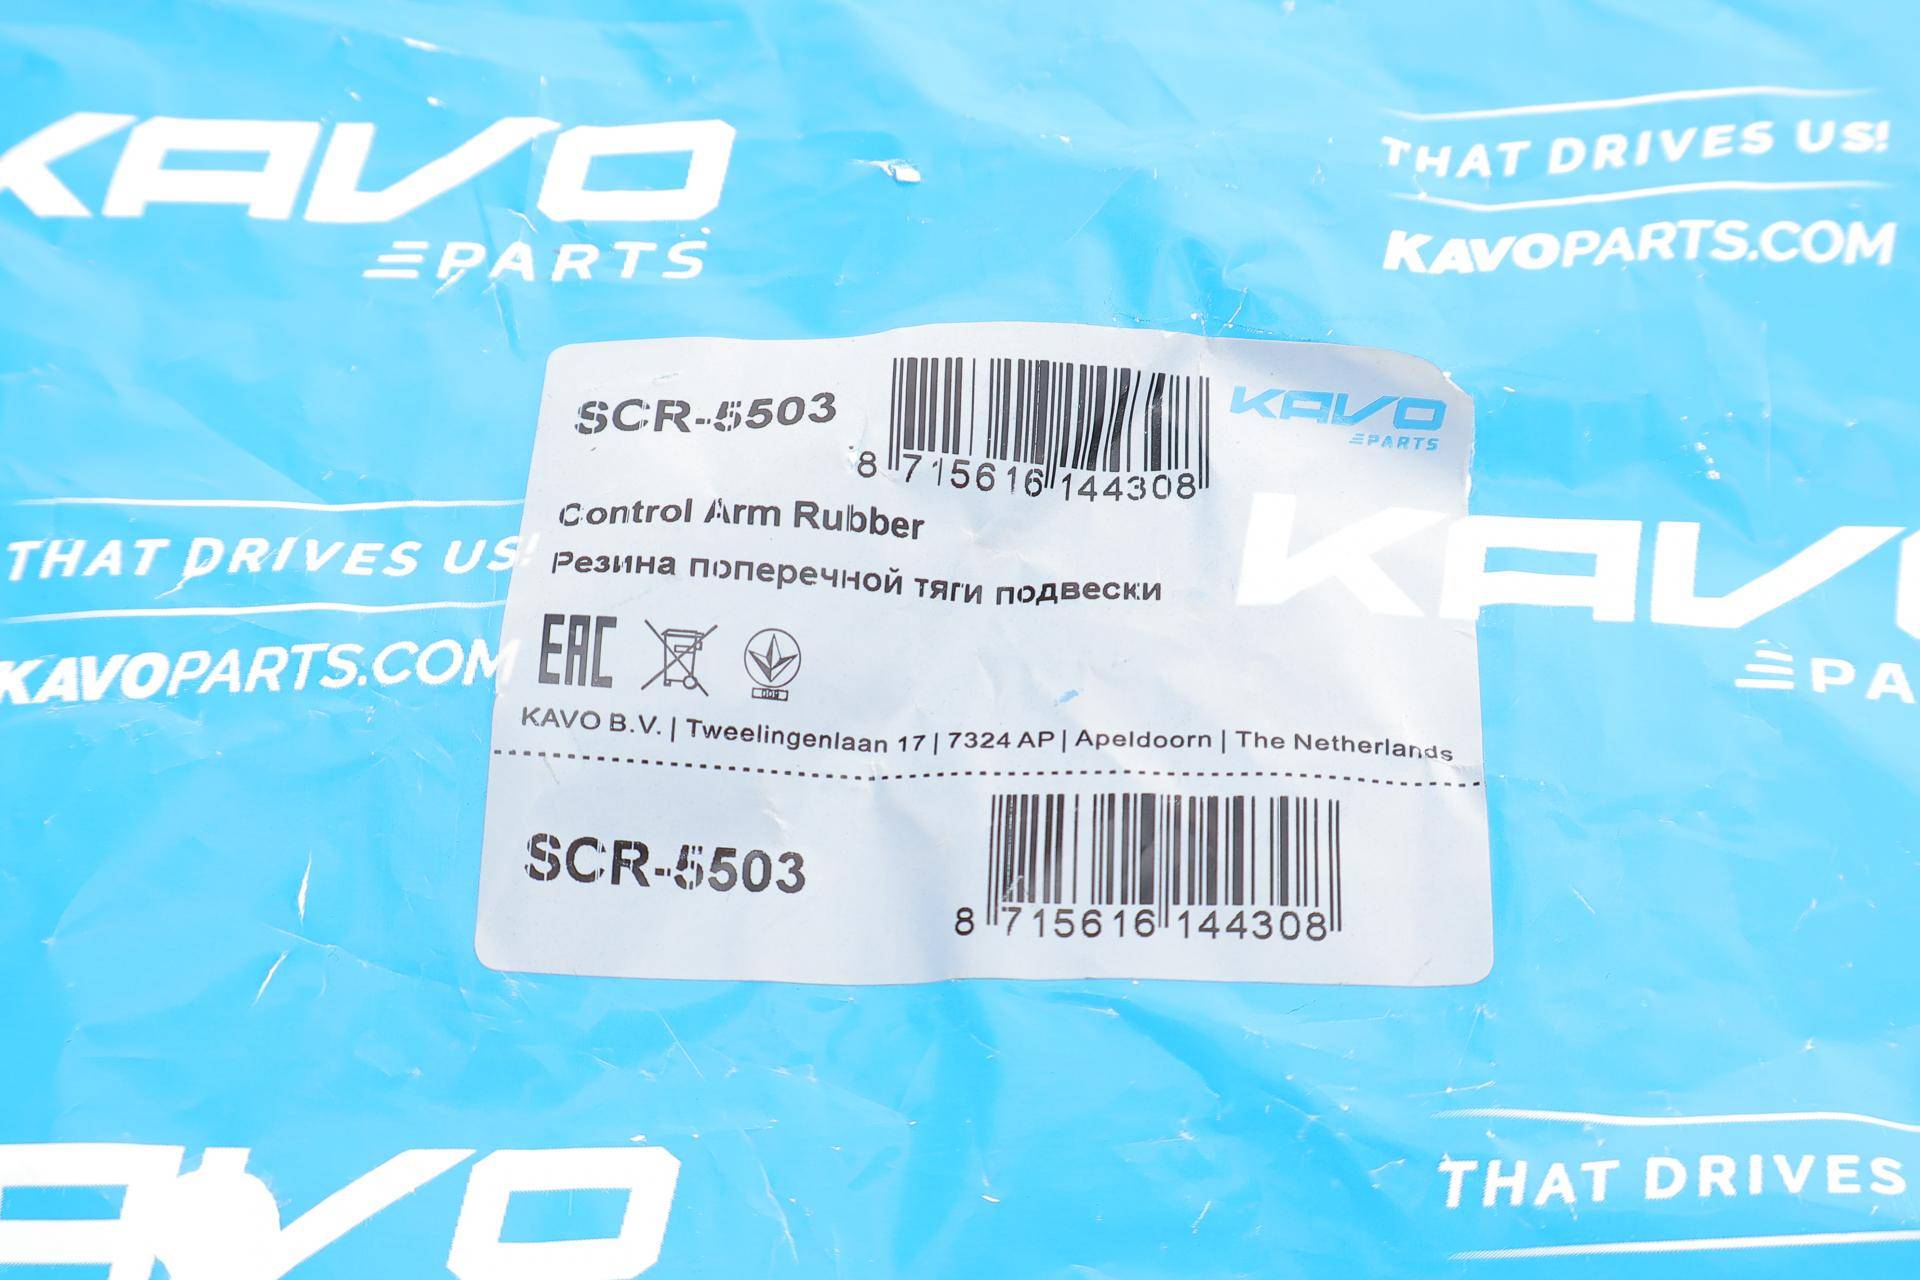 KAVO
PARTS
THAT DRIVES US!
KAVOPARTS.COM
SCR-5503
8 715616 144308
KAVO
PARTS
Control Arm Rubber
Резина поперечной тяги подвески
EAC
009
KAVO B.V. | Tweelingenlaan 17 | 7324 AP | Apeldoorn | The Netherlands
SCR-5503
8 715616 144308
THAT DRIVES US!
KAVOPARTS.COM
KAVO
PA
AVO
THAT DRIVES